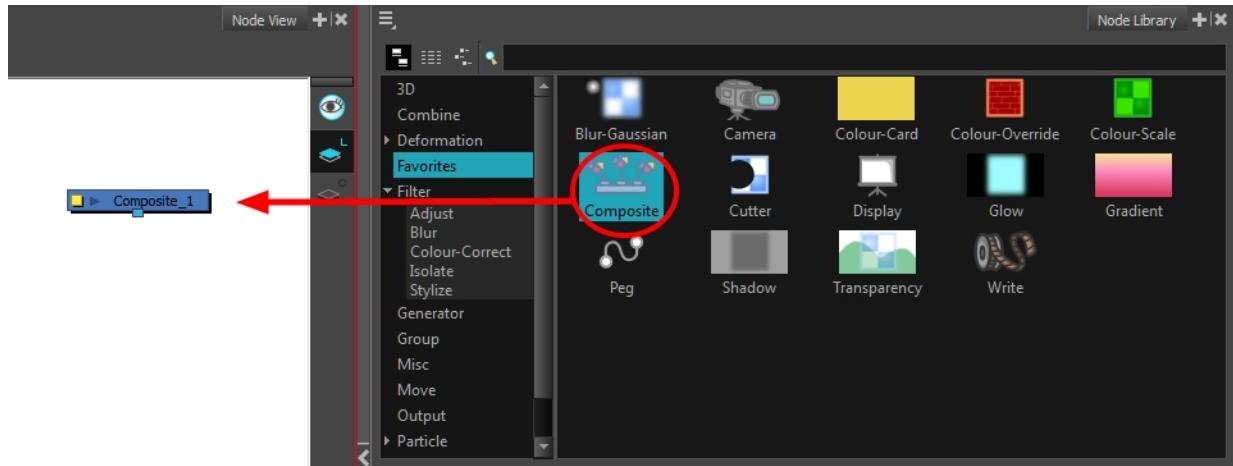 Node View
Node Library
L
C
Composite_1
3D
Combine
Deformation
Favorites
Filter
Adjust
Blur
Colour-Correct
Isolate
Stylize
Generator
Group
Misc
Move
Output
Particle
Blur-Gaussian Camera Colour-Card Colour-Override Colour-Scale
Composite Cutter Display Glow Gradient
Peg Shadow Transparency Write